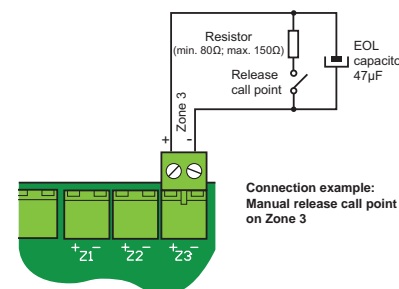 Resistor
(min. 80Ω; max. 150Ω)
Release
call point
EOL
capacito
47µF
Zone 3
+ -
Connection example:
Manual release call point
on Zone 3
+ - + - + -
Z1 Z2 Z3